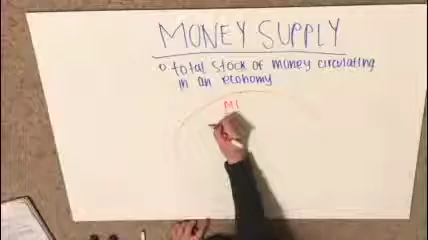 MONEY SUPPLY
total stock of money circulating
in an economy
M1